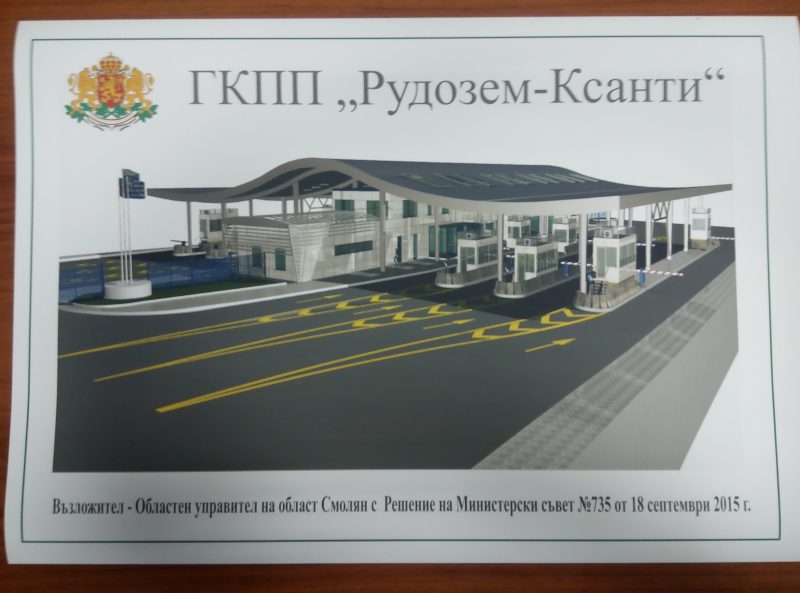 ГКПП „Рудозем-Ксанти“
Възложител - Областен управител на област Смолян с Решение на Министерски съвет №735 от 18 септември 2015 г.